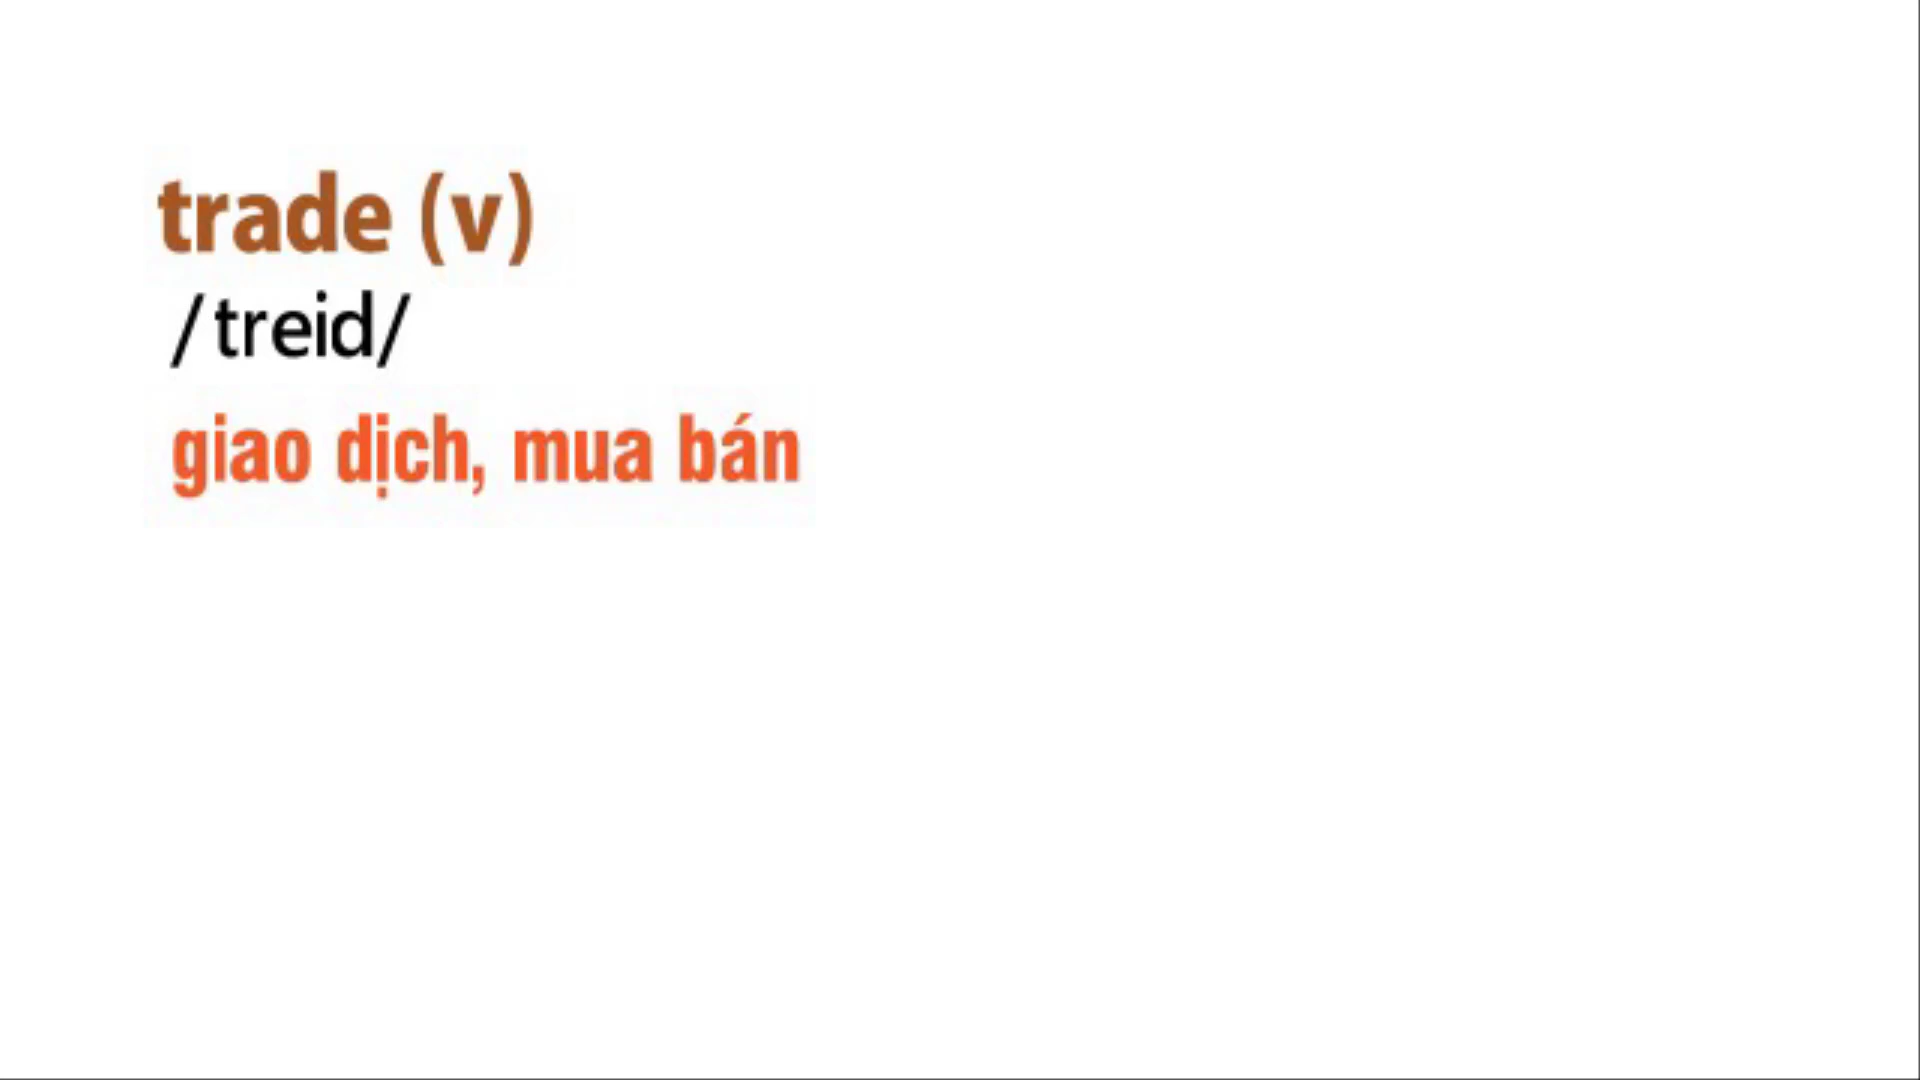 trade (v)
/treid/
giao dịch, mua bán